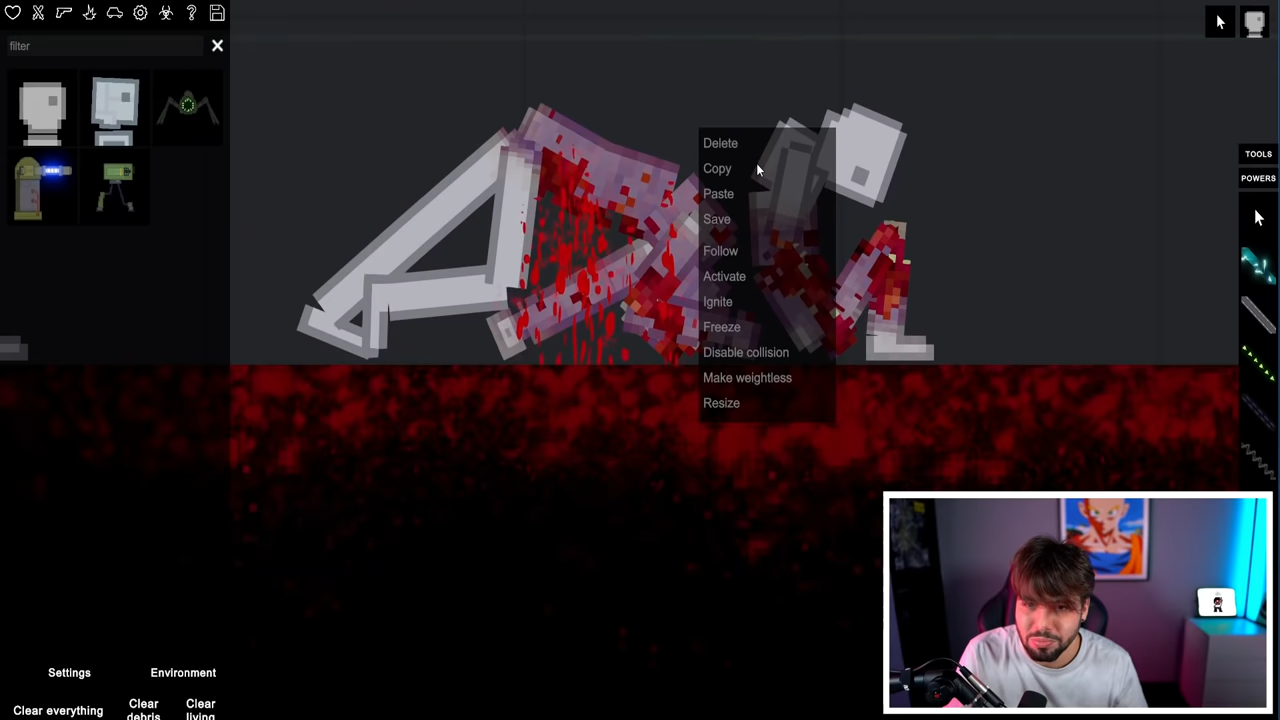 filter
Delete
Copy
Paste
Save
Follow
Activate
Ignite
Freeze
Disable collision
Make weightless
Resize
TOOLS
POWERS
Settings
Environment
Clear everything
Clear
debris
Clear
living